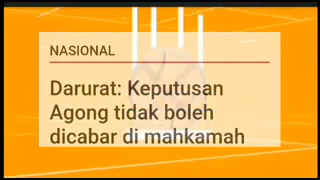 NASIONAL
Darurat: Keputusan
Agong tidak boleh
dicabar di mahkamah